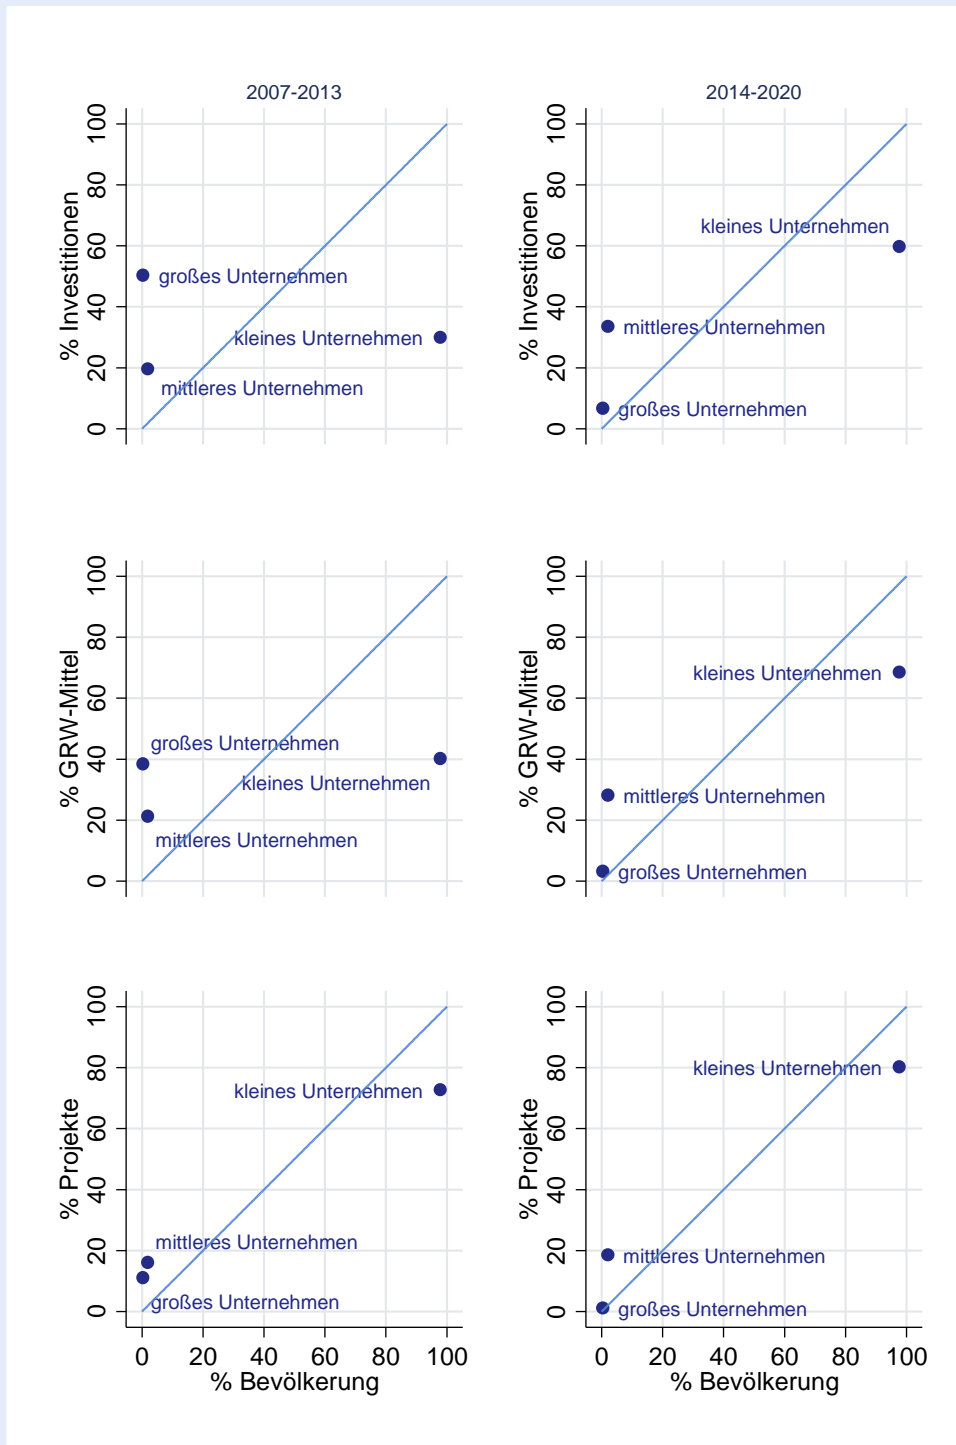 2007-2013
2014-2020
% Investitionen
100
80
60
40
20
0
großes Unternehmen
kleines Unternehmen
mittleres Unternehmen
% Investitionen
100
80
60
40
20
0
kleines Unternehmen
mittleres Unternehmen
großes Unternehmen
% GRW-Mittel
100
80
60
40
20
0
großes Unternehmen
kleines Unternehmen
mittleres Unternehmen
% GRW-Mittel
100
80
60
40
20
0
kleines Unternehmen
mittleres Unternehmen
großes Unternehmen
% Projekte
100
80
60
40
20
0
kleines Unternehmen
mittleres Unternehmen
großes Unternehmen
0 20 40 60 80 100
% Bevölkerung
% Projekte
100
80
60
40
20
0
kleines Unternehmen
mittleres Unternehmen
großes Unternehmen
0 20 40 60 80 100
% Bevölkerung